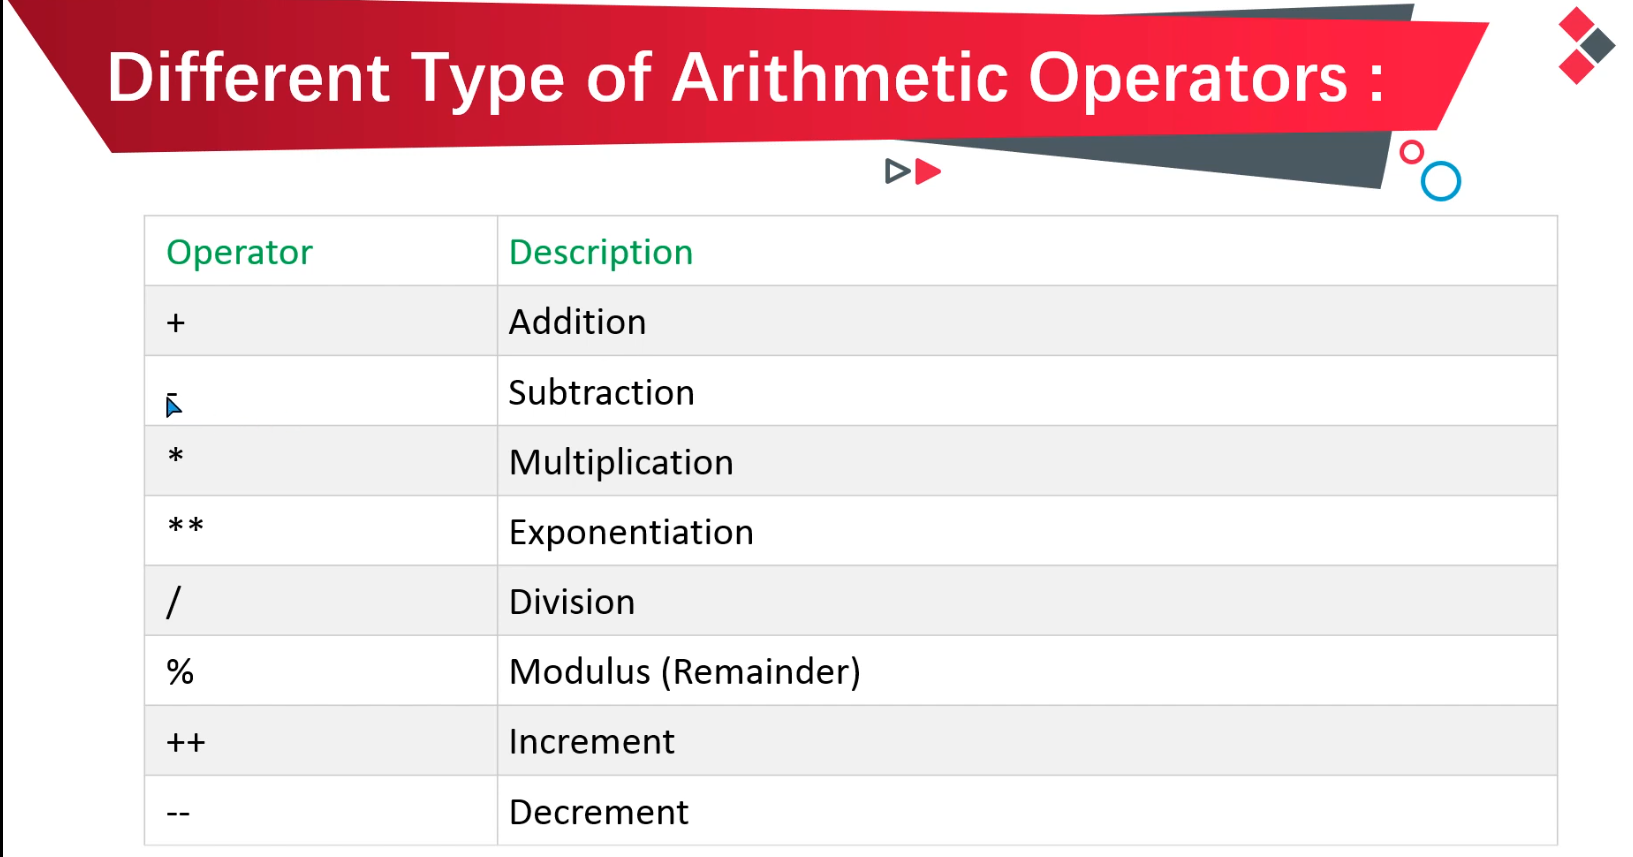 Different Type of Arithmetic Operators :
Operator Description
+ Addition
- Subtraction
* Multiplication
** Exponentiation
/ Division
% Modulus (Remainder)
++ Increment
-- Decrement